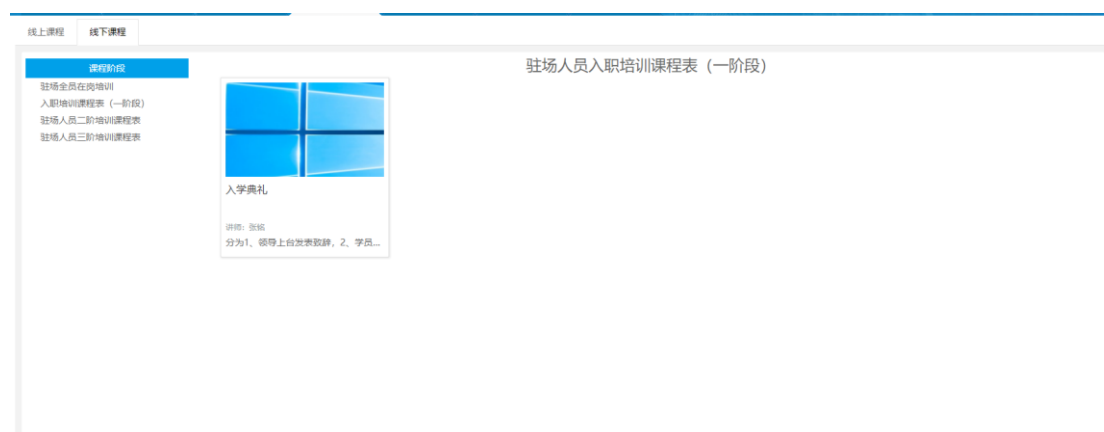 线上课程
线下课程
课程阶段
驻场全员在岗培训
入职培训课程表（一阶段）
驻场人员二阶培训课程表
驻场人员三阶培训课程表
驻场人员入职培训课程表（一阶段）
入学典礼
讲师：张铭
分为1、领导上台发表致辞，2、学员...